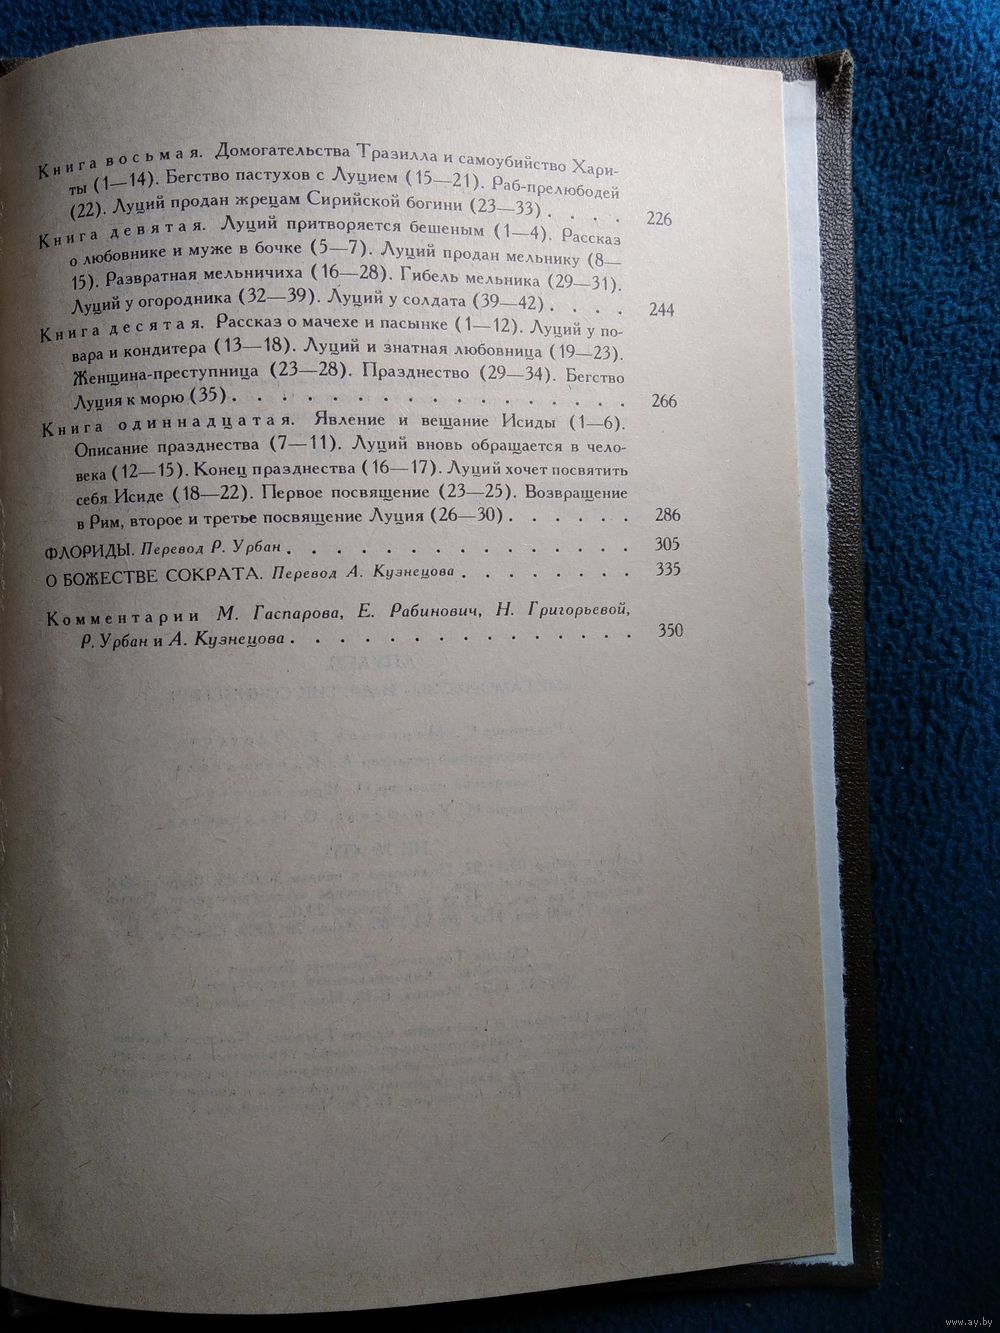 Книга восьмая. Домогательства Тразилла и самоубийство Хари-
ты (1—14). Бегство пастухов с Луцием (15—21). Раб-прелюбодей
(22). Луций продан жрецам Сирийской богини (23—33) . . . . 226
Книга девятая. Луций притворяется бешеным (1—4). Рассказ
о любовнике и муже в бочке (5—7). Луций продан мельнику (8—
15). Развратная мельничиха (16—28). Гибель мельника (29—31).
Луций у огородника (32—39). Луций у солдата (39—42) . . . . 244
Книга десятая. Рассказ о мачехе и пасынке (1—12). Луций у по-
вара и кондитера (13—18). Луций и знатная любовница (19—23).
Женщина-преступница (23—28). Празднество (29—34). Бегство
Луция к морю (35) . . . . . . . . . . . . . . . . . 266
Книга одиннадцатая. Явление и вещание Исиды (1—6).
Описание празднества (7—11). Луций вновь обращается в чело-
века (12—15). Конец празднества (16—17). Луций хочет посвятить
себя Исиде (18—22). Первое посвящение (23—25). Возвращение
в Рим, второе и третье посвящение Луция (26—30) . . . . . . 286
ФЛОРИДЫ. Перевод Р. Урбан . . . . . . . . . . . . . . . 305
О БОЖЕСТВЕ СОКРАТА. Перевод А. Кузнецова . . . . . . . . 335
Комментарии М. Гаспарова, Е. Рабинович, Н. Григорьевой,
Р. Урбан и А. Кузнецова . . . . . . . . . . . . . . . 350
www.ay.by